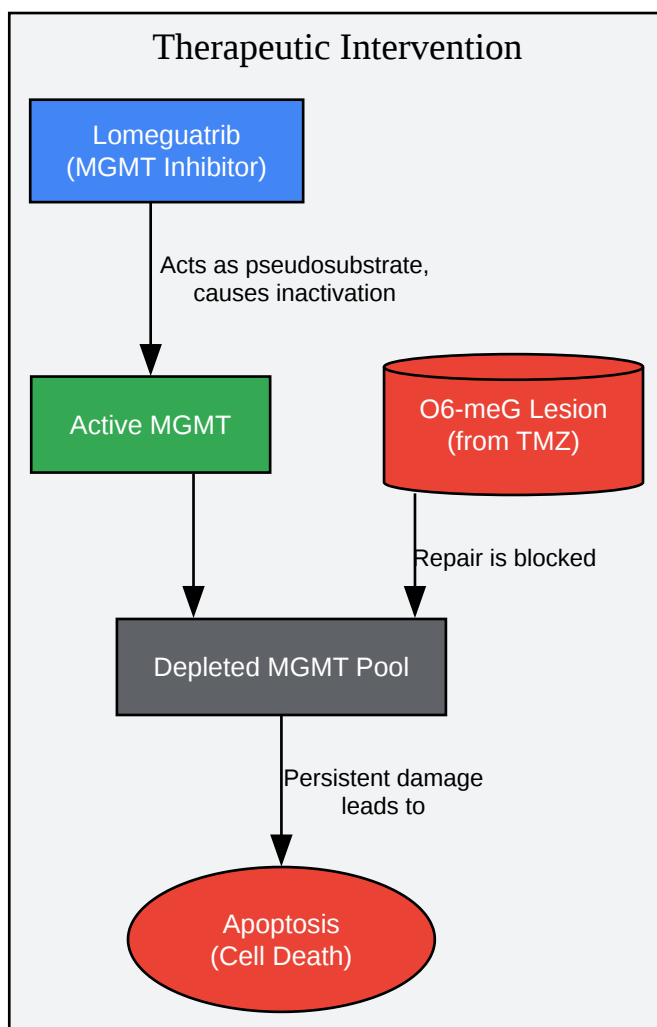 Therapeutic Intervention
Lomeguatrib
(MGMT Inhibitor)
Acts as pseudosubstrate,
causes inactivation
Active MGMT
O6-meG Lesion
(from TMZ)
Repair is blocked
Depleted MGMT Pool
Persistent damage
leads to
Apoptosis
(Cell Death)